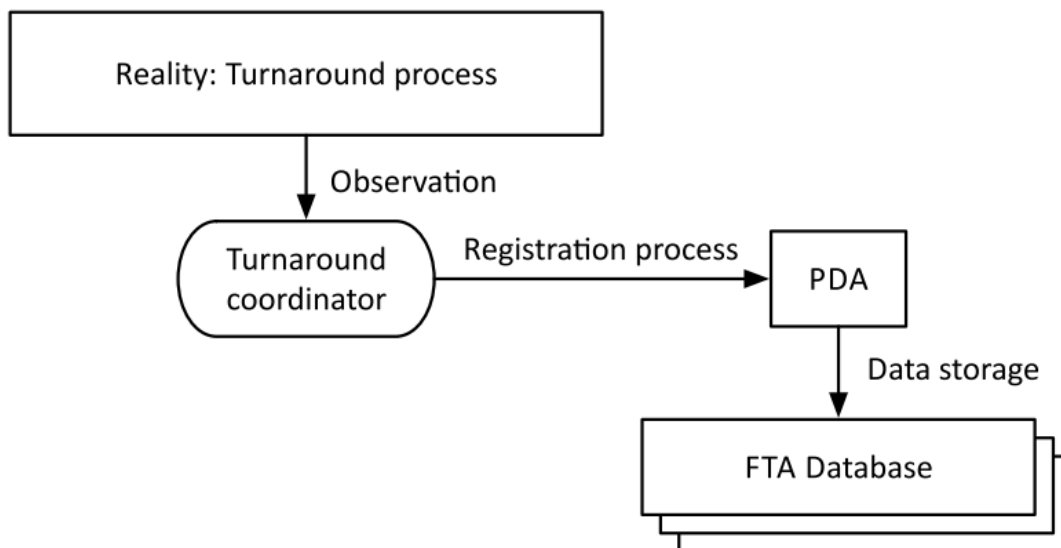 Reality: Turnaround process
Observation
Turnaround
coordinator
Registration process
PDA
Data storage
FTA Database